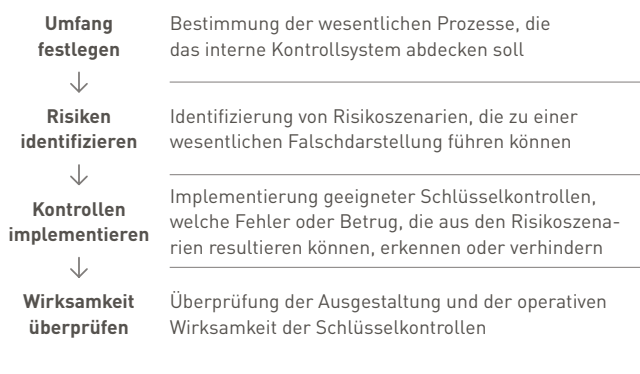 Umfang
festlegen
Bestimmung der wesentlichen Prozesse, die
das interne Kontrollsystem abdecken soll
Risiken
identifizieren
Identifizierung von Risikoszenarien, die zu einer
wesentlichen Falschdarstellung führen können
Kontrollen
implementieren
Implementierung geeigneter Schlüsselkontrollen,
welche Fehler oder Betrug, die aus den Risikoszena-
rien resultieren können, erkennen oder verhindern
Wirksamkeit
überprüfen
Überprüfung der Ausgestaltung und der operativen
Wirksamkeit der Schlüsselkontrollen